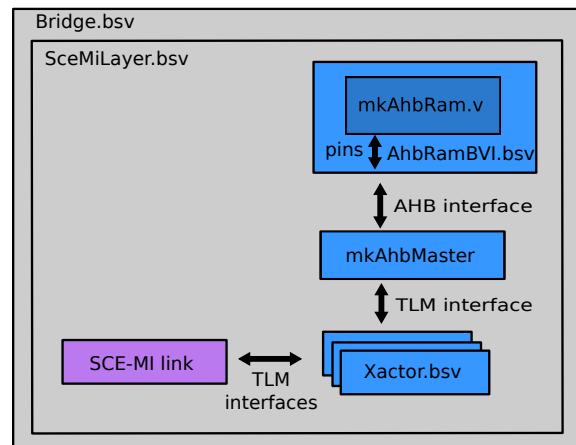 Bridge.bsv
SceMiLayer.bsv
mkAhbRam.v
pins
AhbRamBVI.bsv
AHB interface
mkAhbMaster
TLM interface
SCE-MI link
TLM
interfaces
Xactor.bsv